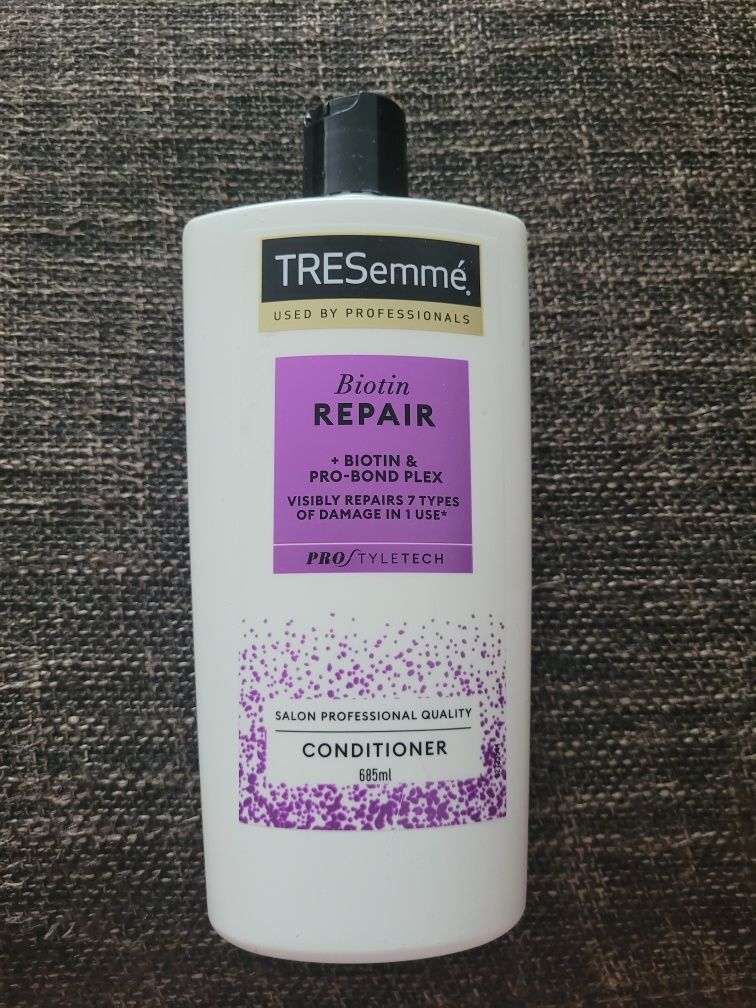 TRESemmé
USED BY PROFESSIONALS
Biotin
REPAIR
+ BIOTIN &
PRO-BOND PLEX
VISIBLY REPAIRS 7 TYPES
OF DAMAGE IN 1 USE*
PROSTYLETECH
SALON PROFESSIONAL QUALITY
CONDITIONER
685ml